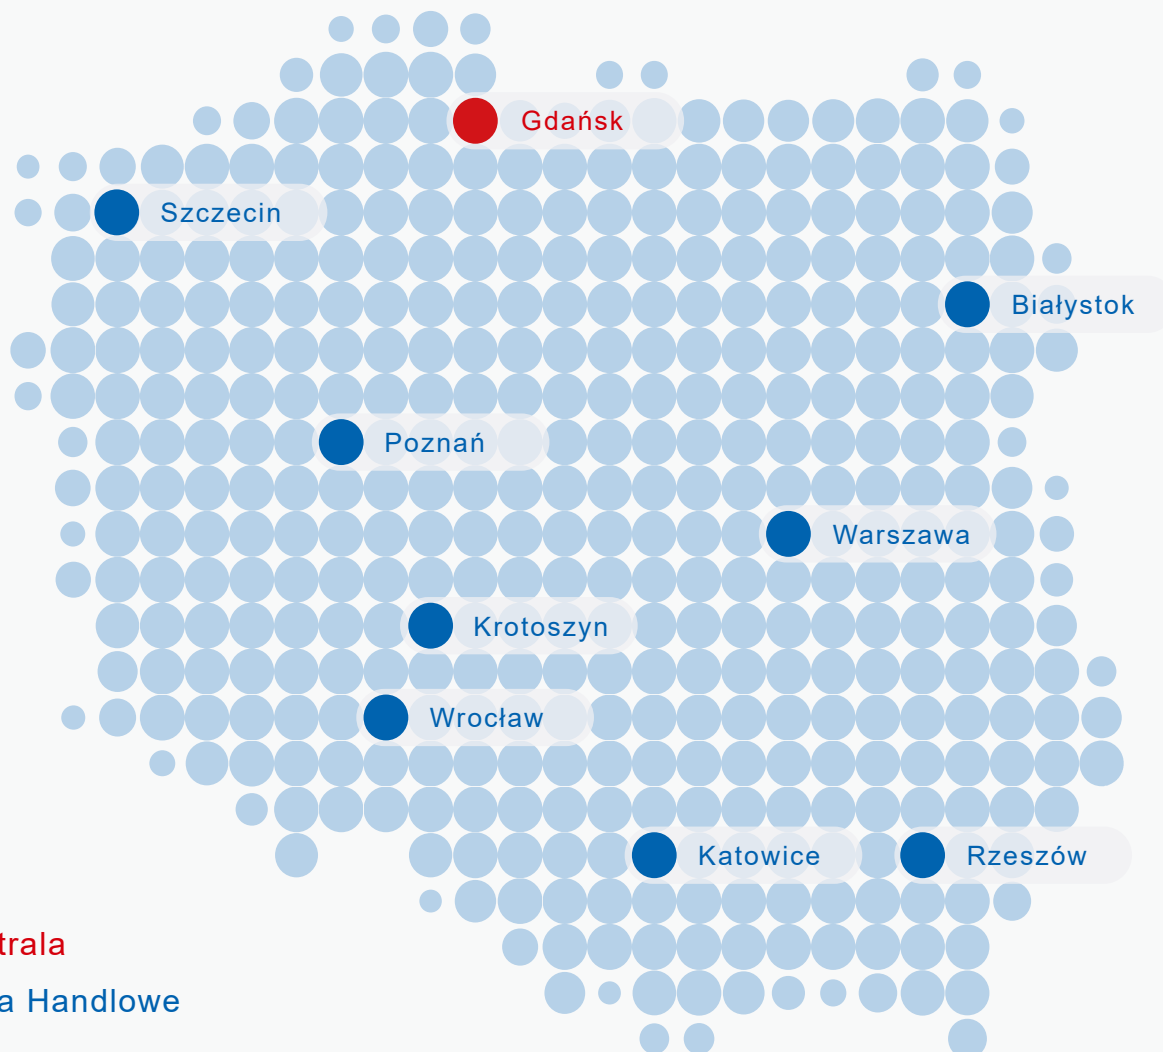 Gdańsk
Szczecin
Białystok
Poznań
Warszawa
Krotoszyn
Wrocław
Katowice
Rzeszów
trala
a Handlowe